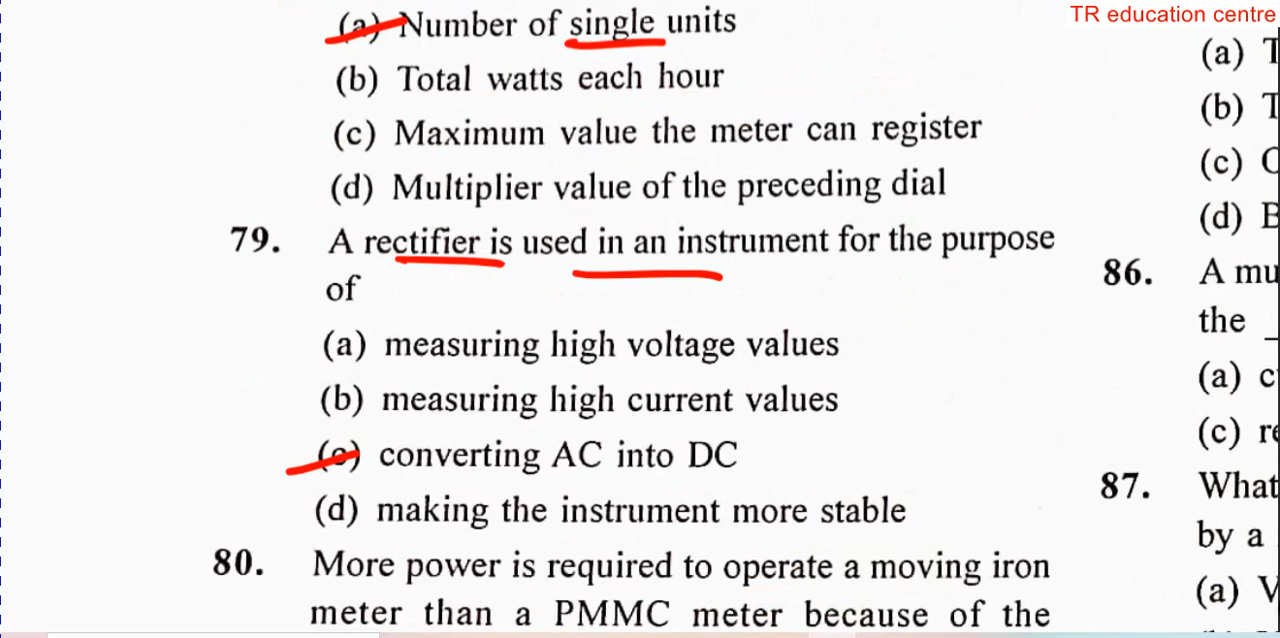 TR education centre
(a) Number of single units
(b) Total watts each hour
(c) Maximum value the meter can register
(d) Multiplier value of the preceding dial
79. A rectifier is used in an instrument for the purpose
of
(a) measuring high voltage values
(b) measuring high current values
(c) converting AC into DC
(d) making the instrument more stable
80. More power is required to operate a moving iron
meter than a PMMC meter because of the
(a)
(b)
(c)
(d)
86. A
the _
(a)
(c)
87. What
by a
(a)